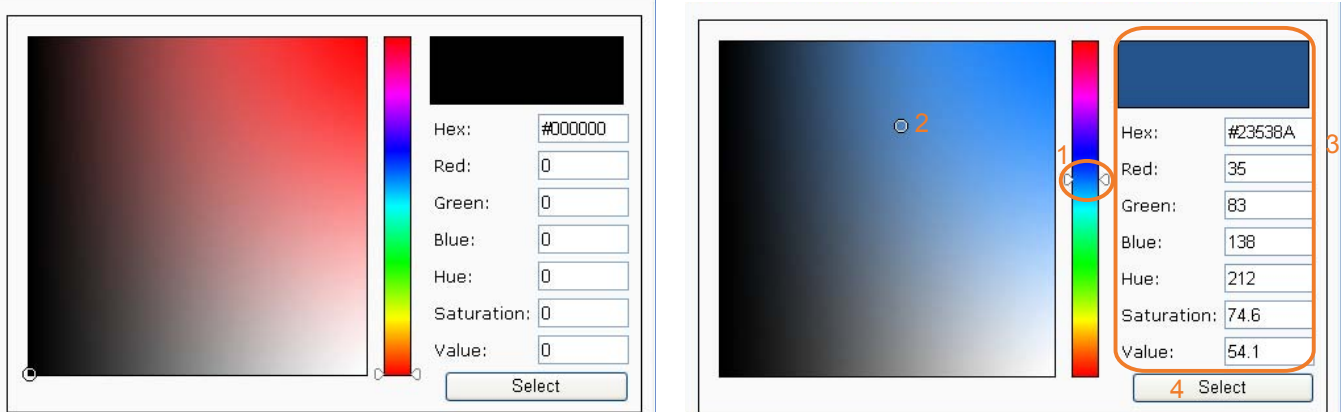 Hex: #000000
Red: 0
Green: 0
Blue: 0
Hue: 0
Saturation: 0
Value: 0
Select
1
2
3
Hex: #23538A
Red: 35
Green: 83
Blue: 138
Hue: 212
Saturation: 74.6
Value: 54.1
4 Select